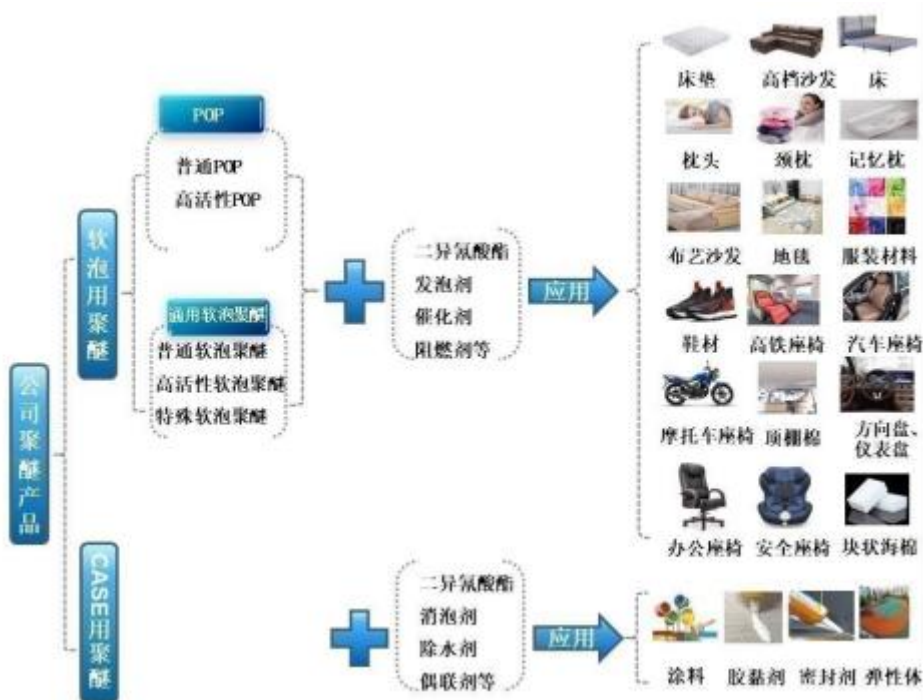 公司聚醚产品
软泡用聚醚
POP
普通POP
高活性POP
通用软泡聚醚
普通软泡聚醚
高活性软泡聚醚
特殊软泡聚醚
二异氰酸酯
发泡剂
催化剂
阻燃剂等
应用
床垫 高档沙发 床
枕头 颈枕 记忆枕
布艺沙发 地毯 服装材料
鞋材 高铁座椅 汽车座椅
摩托车座椅 顶棚棉 方向盘、
仪表盘
办公座椅 安全座椅 块状海棉
CASE用聚醚
二异氰酸酯
消泡剂
除水剂
偶联剂等
应用
涂料 胶黏剂 密封剂 弹性体